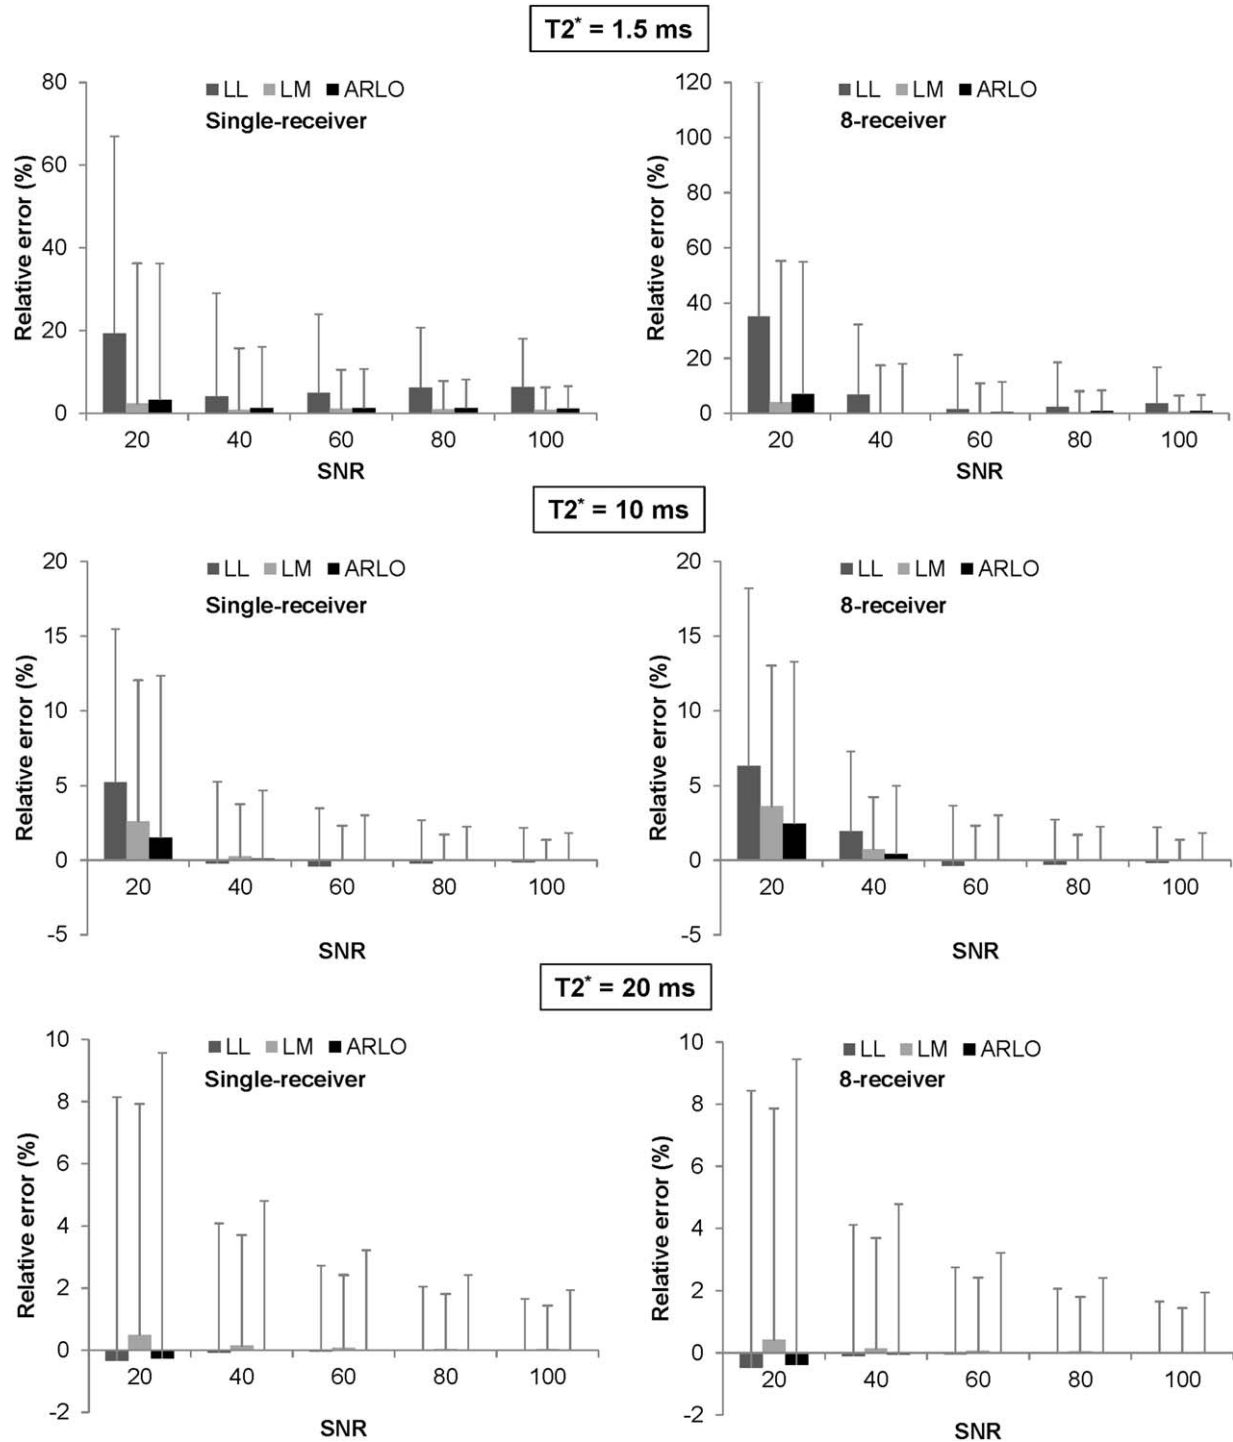 T2* = 1.5 ms
LL LM ARLO
Single-receiver
80
60
40
20
0
Relative error (%)
20 40 60 80 100
SNR
LL LM ARLO
8-receiver
120
100
80
60
40
20
0
Relative error (%)
20 40 60 80 100
SNR
T2* = 10 ms
LL LM ARLO
Single-receiver
20
15
10
5
0
-5
Relative error (%)
20 40 60 80 100
SNR
LL LM ARLO
8-receiver
20
15
10
5
0
-5
Relative error (%)
20 40 60 80 100
SNR
T2* = 20 ms
LL LM ARLO
Single-receiver
10
8
6
4
2
0
-2
Relative error (%)
20 40 60 80 100
SNR
LL LM ARLO
8-receiver
10
8
6
4
2
0
-2
Relative error (%)
20 40 60 80 100
SNR